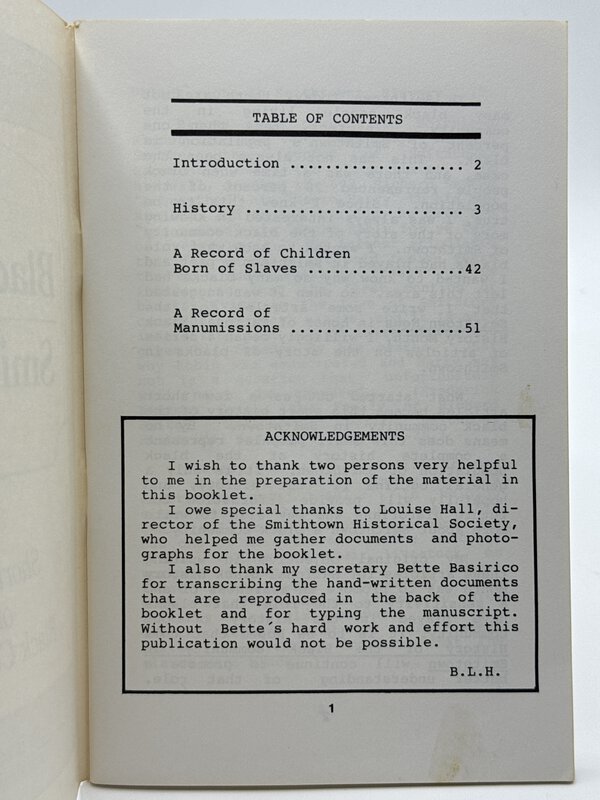 TABLE OF CONTENTS
Introduction .................... 2
History ......................... 3
A Record of Children
Born of Slaves ..................42
A Record of
Manumissions ....................51
ACKNOWLEDGEMENTS
I wish to thank two persons very helpful
to me in the preparation of the material in
this booklet.
I owe special thanks to Louise Hall, di-
rector of the Smithtown Historical Society,
who helped me gather documents and photo-
graphs for the booklet.
I also thank my secretary Bette Basirico
for transcribing the hand-written documents
that are reproduced in the back of the
booklet and for typing the manuscript.
Without Bette´s hard work and effort this
publication would not be possible.
B.L.H.
1